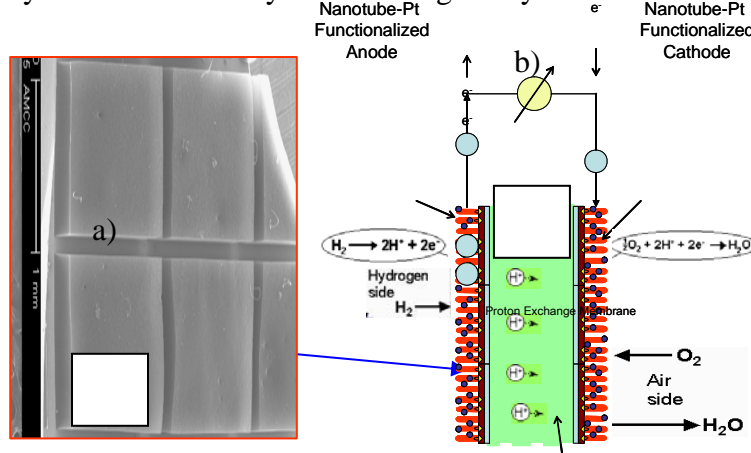 Nanotube-Pt
Functionalized
Anode
e-
Nanotube-Pt
Functionalized
Cathode
b)
e-
e-
a)
AMCC
1 mm
H₂ → 2H⁺ + 2e⁻
½O₂ + 2H⁺ + 2e⁻ → H₂O
Hydrogen
side
H₂
H⁺
Proton Exchange Membrane
H⁺
H⁺
H⁺
O₂
Air
side
H₂O